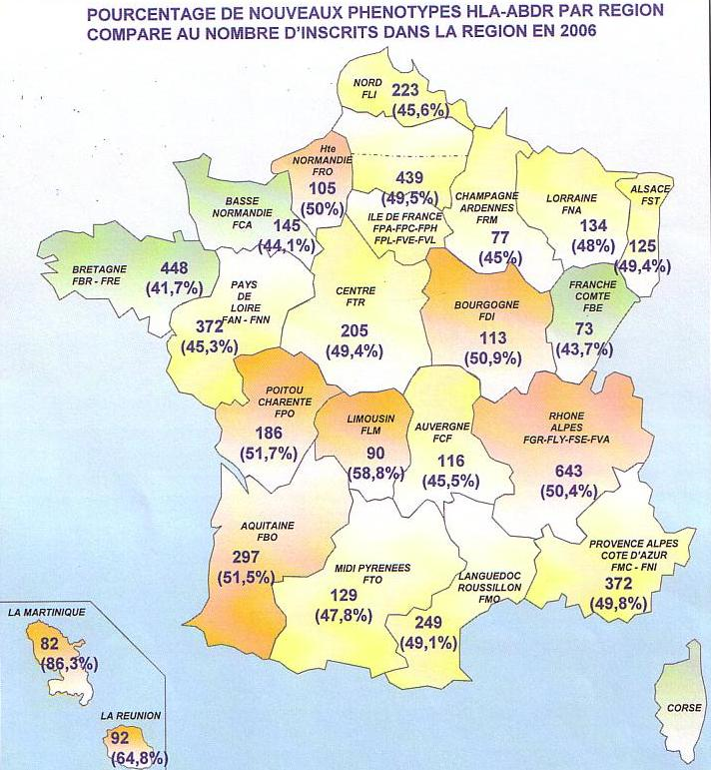 POURCENTAGE DE NOUVEAUX PHENOTYPES HLA-ABDR PAR REGION
COMPARE AU NOMBRE D'INSCRITS DANS LA REGION EN 2006
NORD
FLI
223
(45,6%)
Hte
NORMANDIE
FRO
105
(50%)
439
(49,5%)
ILE DE FRANCE
FPA-FPC-FPH
FPL-FVE-FVL
CHAMPAGNE
ARDENNES
FRM
77
(45%)
LORRAINE
FNA
134
(48%)
ALSACE
FST
125
(49,4%)
BASSE
NORMANDIE
FCA
145
(44,1%)
BRETAGNE
FBR - FRE
448
(41,7%)
PAYS
DE
LOIRE
FAN - FNN
372
(45,3%)
CENTRE
FTR
205
(49,4%)
BOURGOGNE
FDI
113
(50,9%)
FRANCHE
COMTE
FBE
73
(43,7%)
POITOU
CHARENTE
FPO
186
(51,7%)
LIMOUSIN
FLM
90
(58,8%)
AUVERGNE
FCF
116
(45,5%)
RHONE
ALPES
FGR-FLY-FSE-FVA
643
(50,4%)
AQUITAINE
FBO
297
(51,5%)
MIDI PYRENEES
FTO
129
(47,8%)
LANGUEDOC
ROUSSILLON
FMO
249
(49,1%)
PROVENCE ALPES
COTE D'AZUR
FMC - FNI
372
(49,8%)
LA MARTINIQUE
82
(86,3%)
LA REUNION
92
(64,8%)
CORSE